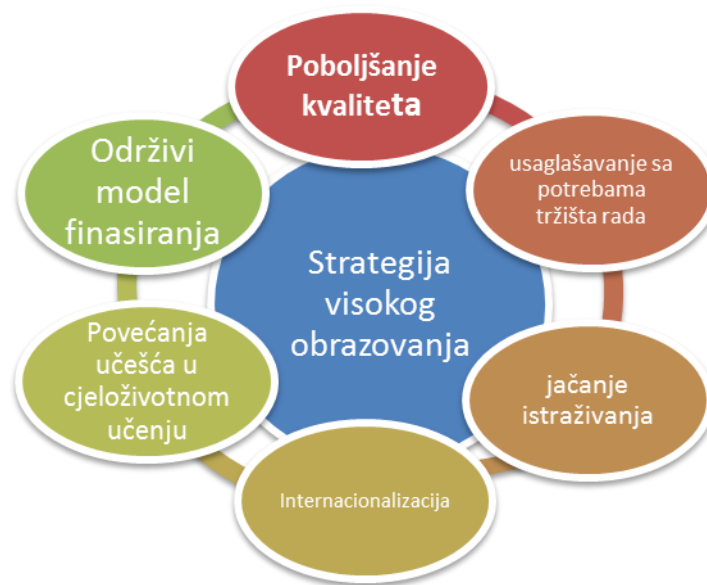 Poboljšanje
kvaliteta
usaglašavanje sa
potrebama
tržišta rada
jačanje
istraživanja
Internacionalizacija
Povećanja
učešća u
cjeloživotnom
učenju
Održivi
model
finasiranja
Strategija
visokog
obrazovanja